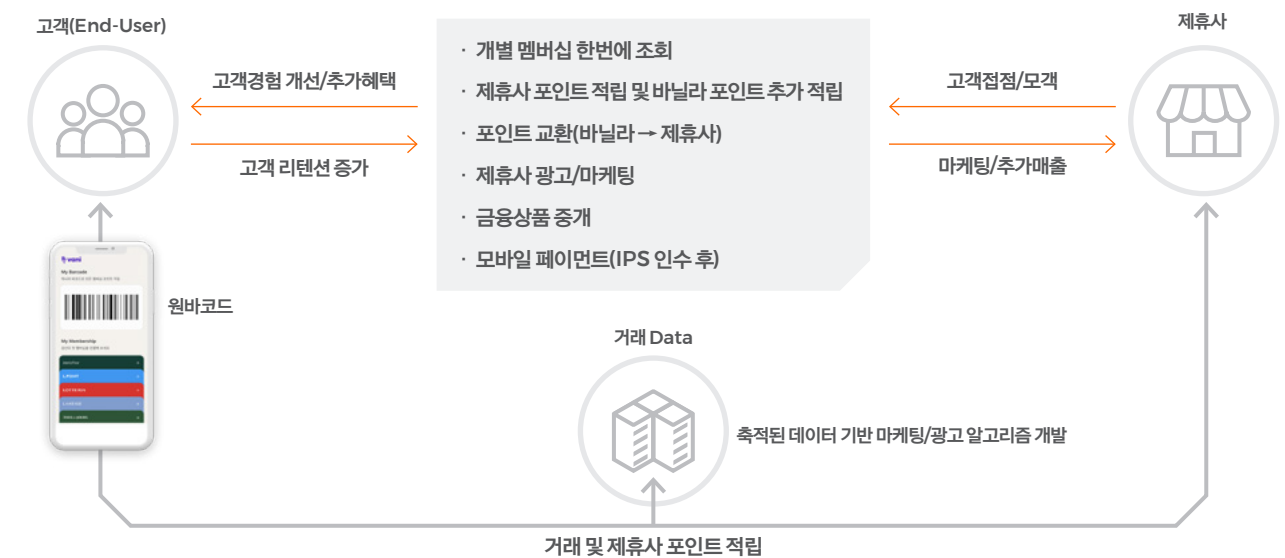 고객(End-User)
제휴사
· 개별 멤버십 한번에 조회
· 제휴사 포인트 적립 및 바닐라 포인트 추가 적립
· 포인트 교환(바닐라 → 제휴사)
· 제휴사 광고/마케팅
· 금융상품 중개
· 모바일 페이먼트(IPS 인수 후)
고객경험 개선/추가혜택
고객 리텐션 증가
고객접점/모객
마케팅/추가매출
vani
My Barcode
My Membership
원바코드
거래 Data
축적된 데이터 기반 마케팅/광고 알고리즘 개발
거래 및 제휴사 포인트 적립